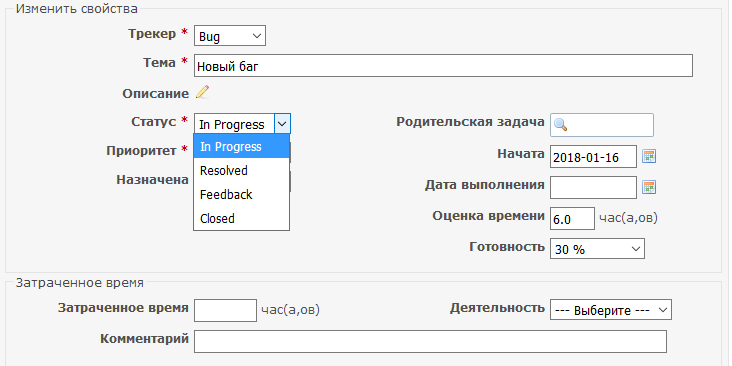 Изменить свойства
Трекер * Bug
Тема * Новый баг
Описание
Статус * In Progress Родительская задача
In Progress
Приоритет * Начата 2018-01-16
Resolved
Назначена Дата выполнения
Feedback
Closed Оценка времени 6.0 час(а,ов)
Готовность 30 %
Затраченное время
Затраченное время час(а,ов) Деятельность --- Выберите ---
Комментарий